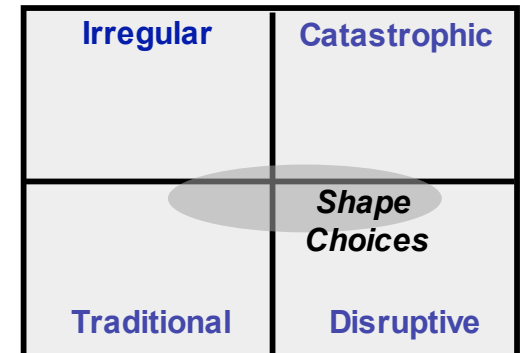 Irregular
Catastrophic
Shape
Choices
Traditional
Disruptive